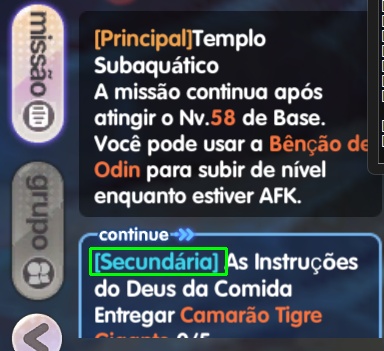 missão
[Principal]Templo
Subaquático
A missão continua após
atingir o Nv.58 de Base.
Você pode usar a Bênção de
Odin para subir de nível
enquanto estiver AFK.
grupo
continue
[Secundária] As Instruções
do Deus da Comida
Entregar Camarão Tigre
Gigante 0/5